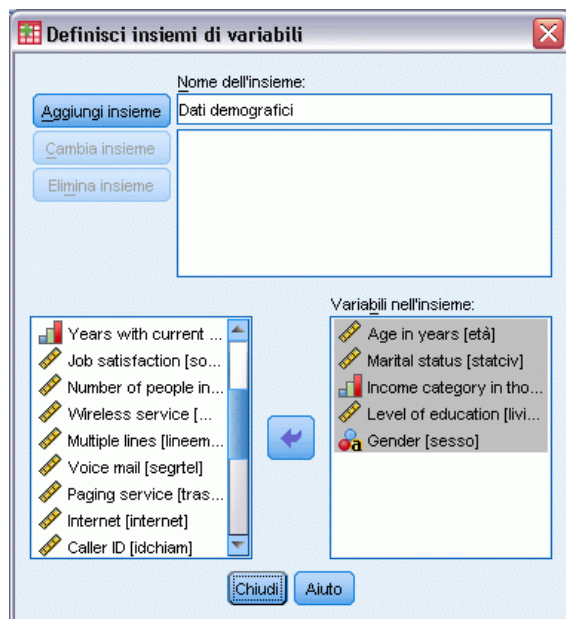 Definisci insiemi di variabili
Nome dell'insieme:
Aggiungi insieme
Dati demografici
Cambia insieme
Elimina insieme
Variabili nell'insieme:
Years with current ...
Job satisfaction [so...
Number of people in...
Wireless service [...
Multiple lines [lineem...
Voice mail [segrtel]
Paging service [tras...
Internet [internet]
Caller ID [idchiam]
Age in years [età]
Marital status [statciv]
Income category in tho...
Level of education [livi...
Gender [sesso]
Chiudi
Aiuto